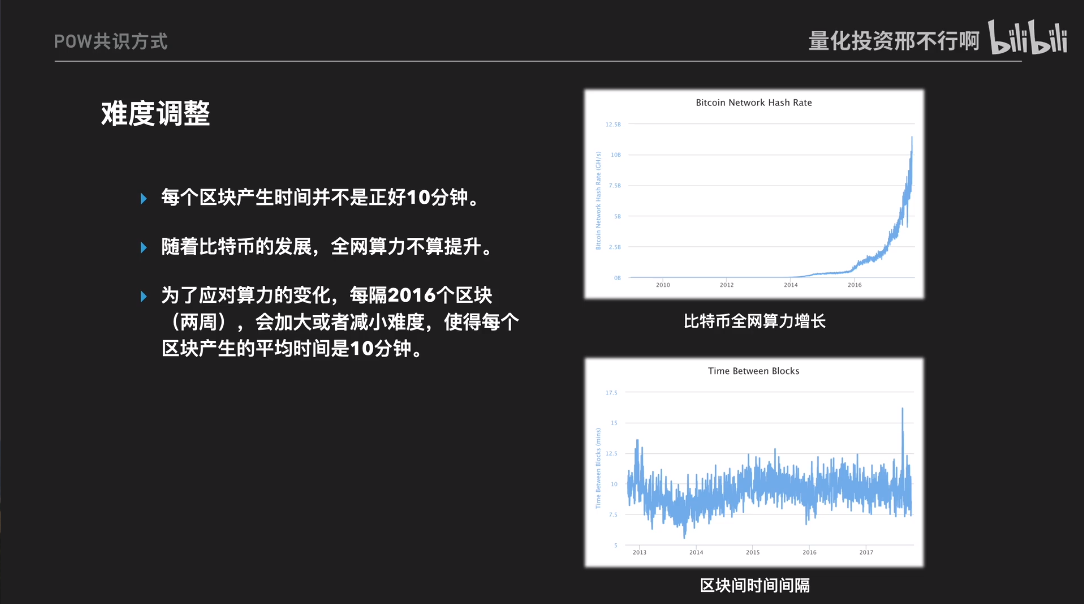 POW共识方式
量化投资邢不行啊 bilibili
难度调整
每个区块产生时间并不是正好10分钟。
随着比特币的发展，全网算力不算提升。
为了应对算力的变化，每隔2016个区块
（两周），会加大或者减小难度，使得每个
区块产生的平均时间是10分钟。
Bitcoin Network Hash Rate
Bitcoin Network Hash Rate (GH/s)
12.5B
10B
7.5B
5B
2.5B
0B
2010 2012 2014 2016
比特币全网算力增长
Time Between Blocks
Time Between Blocks (mins)
17.5
15
12.5
10
7.5
5
2013 2014 2015 2016 2017
区块间时间间隔